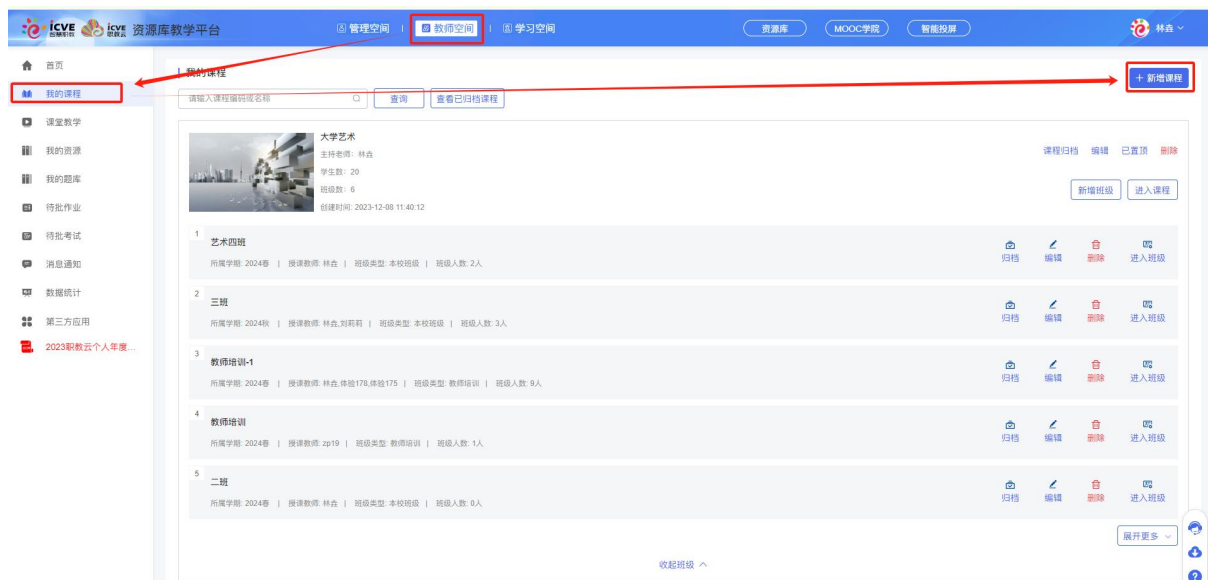 icve 智慧职教 icve 职教云 资源库教学平台 管理空间 | 教师空间 | 学习空间 资源库 MOOC学院 智能投屏 林垚
首页
我的课程
课堂教学
我的资源
我的题库
待批作业
待批考试
消息通知
数据统计
第三方应用
2023职教云个人年度...
我的课程
+ 新增课程
请输入课程编码或名称 查询 查看已归档课程
大学艺术
主持老师：林垚
学生数：20
班级数：6
创建时间: 2023-12-08 11:40:12
课程归档 编辑 已置顶 删除
新增班级 进入课程
1
艺术四班
所属学期: 2024春 | 授课教师: 林垚 | 班级类型: 本校班级 | 班级人数: 2人
归档 编辑 删除 进入班级
2
三班
所属学期: 2024秋 | 授课教师: 林垚,刘莉莉 | 班级类型: 本校班级 | 班级人数: 3人
归档 编辑 删除 进入班级
3
教师培训-1
所属学期: 2024春 | 授课教师: 林垚,体验178,体验175 | 班级类型: 教师培训 | 班级人数: 9人
归档 编辑 删除 进入班级
4
教师培训
所属学期: 2024春 | 授课教师: zp19 | 班级类型: 教师培训 | 班级人数: 1人
归档 编辑 删除 进入班级
5
二班
所属学期: 2024春 | 授课教师: 林垚 | 班级类型: 本校班级 | 班级人数: 0人
归档 编辑 删除 进入班级
展开更多
收起班级